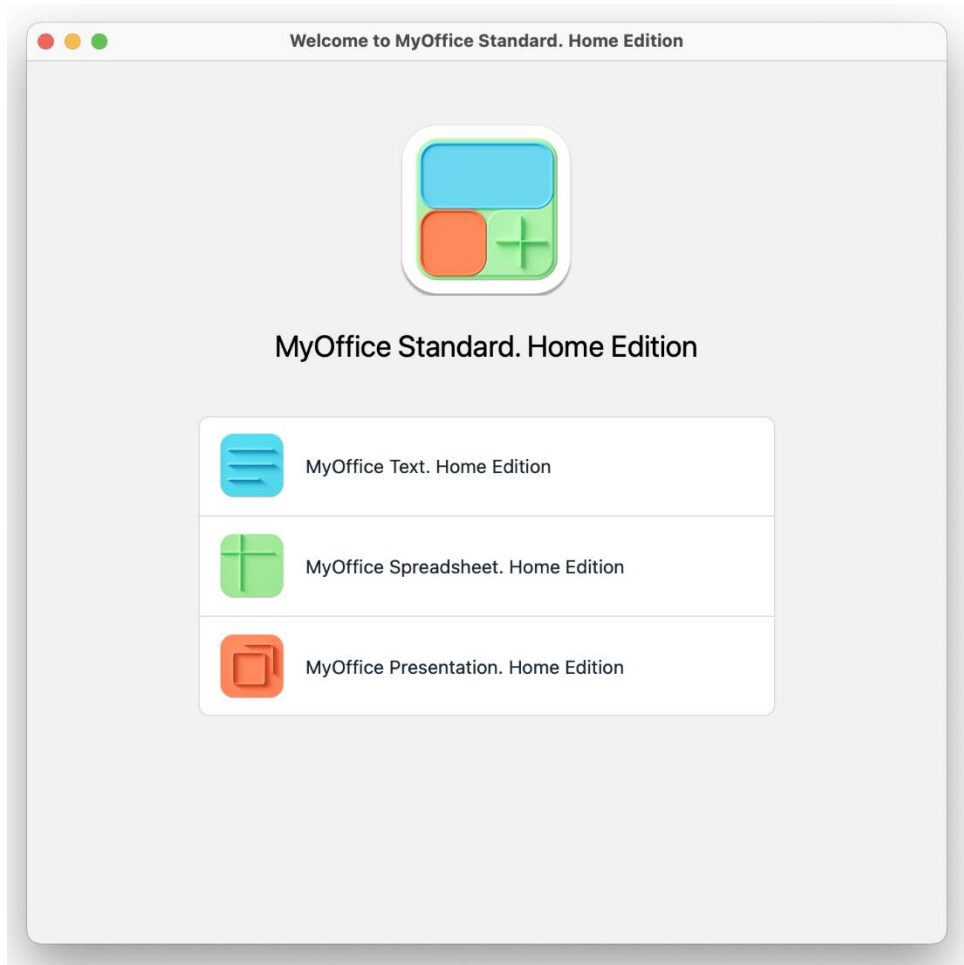 Welcome to MyOffice Standard. Home Edition
MyOffice Standard. Home Edition
MyOffice Text. Home Edition
MyOffice Spreadsheet. Home Edition
MyOffice Presentation. Home Edition